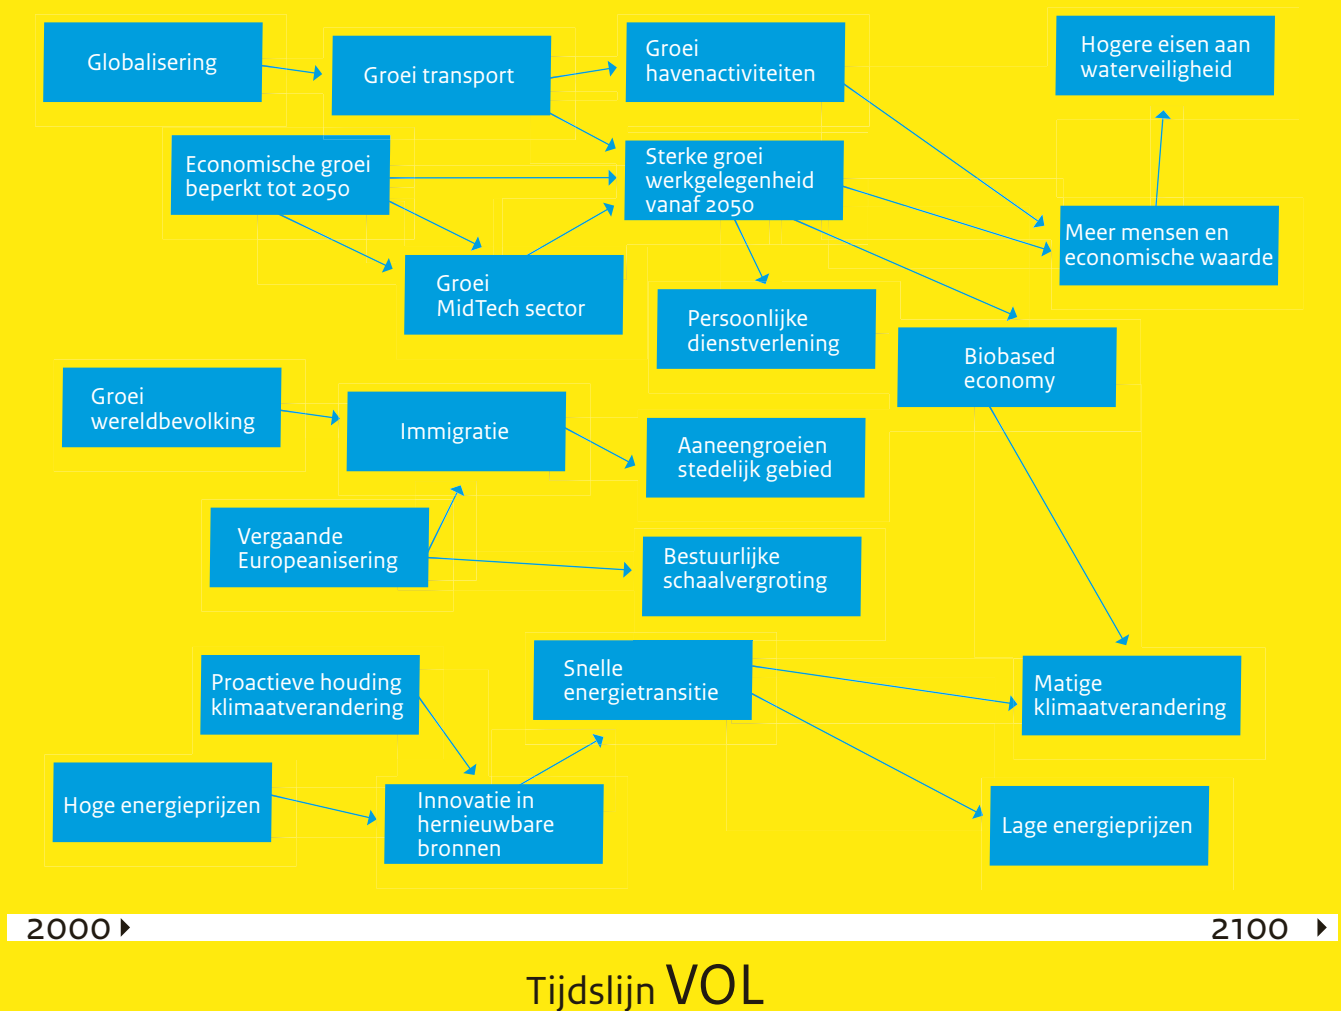 Globalisering
Groei transport
Groei
havenactiviteiten
Hogere eisen aan
waterveiligheid
Economische groei
beperkt tot 2050
Sterke groei
werkgelegenheid
vanaf 2050
Meer mensen en
economische waarde
Groei
MidTech sector
Persoonlijke
dienstverlening
Biobased
economy
Groei
wereldbevolking
Immigratie
Aaneengroeien
stedelijk gebied
Vergaande
Europeanisering
Bestuurlijke
schaalvergroting
Proactieve houding
klimaatverandering
Snelle
energietransitie
Matige
klimaatverandering
Hoge energieprijzen
Innovatie in
hernieuwbare
bronnen
Lage energieprijzen
2000
2100
Tijdslijn VOL